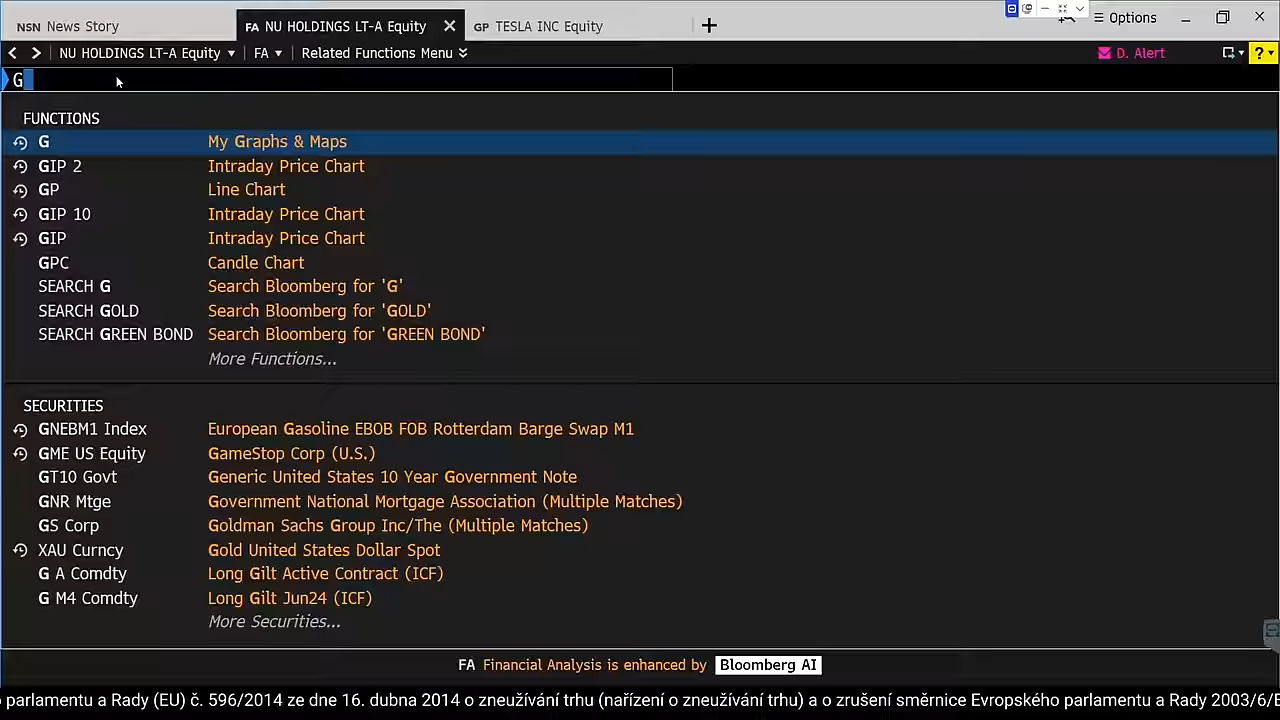 NSN News Story
FA NU HOLDINGS LT-A Equity
GP TESLA INC Equity
Options
NU HOLDINGS LT-A Equity
FA
Related Functions Menu
D. Alert
?
G
FUNCTIONS
G My Graphs & Maps
GIP 2 Intraday Price Chart
GP Line Chart
GIP 10 Intraday Price Chart
GIP Intraday Price Chart
GPC Candle Chart
SEARCH G Search Bloomberg for 'G'
SEARCH GOLD Search Bloomberg for 'GOLD'
SEARCH GREEN BOND Search Bloomberg for 'GREEN BOND'
More Functions...
SECURITIES
GNEBM1 Index European Gasoline EBOB FOB Rotterdam Barge Swap M1
GME US Equity GameStop Corp (U.S.)
GT10 Govt Generic United States 10 Year Government Note
GNR Mtge Government National Mortgage Association (Multiple Matches)
GS Corp Goldman Sachs Group Inc/The (Multiple Matches)
XAU Curncy Gold United States Dollar Spot
G A Comdty Long Gilt Active Contract (ICF)
G M4 Comdty Long Gilt Jun24 (ICF)
More Securities...
FA Financial Analysis is enhanced by Bloomberg AI
o parlamentu a Rady (EU) č. 596/2014 ze dne 16. dubna 2014 o zneužívání trhu (nařízení o zneužívání trhu) a o zrušení směrnice Evropského parlamentu a Rady 2003/6/E